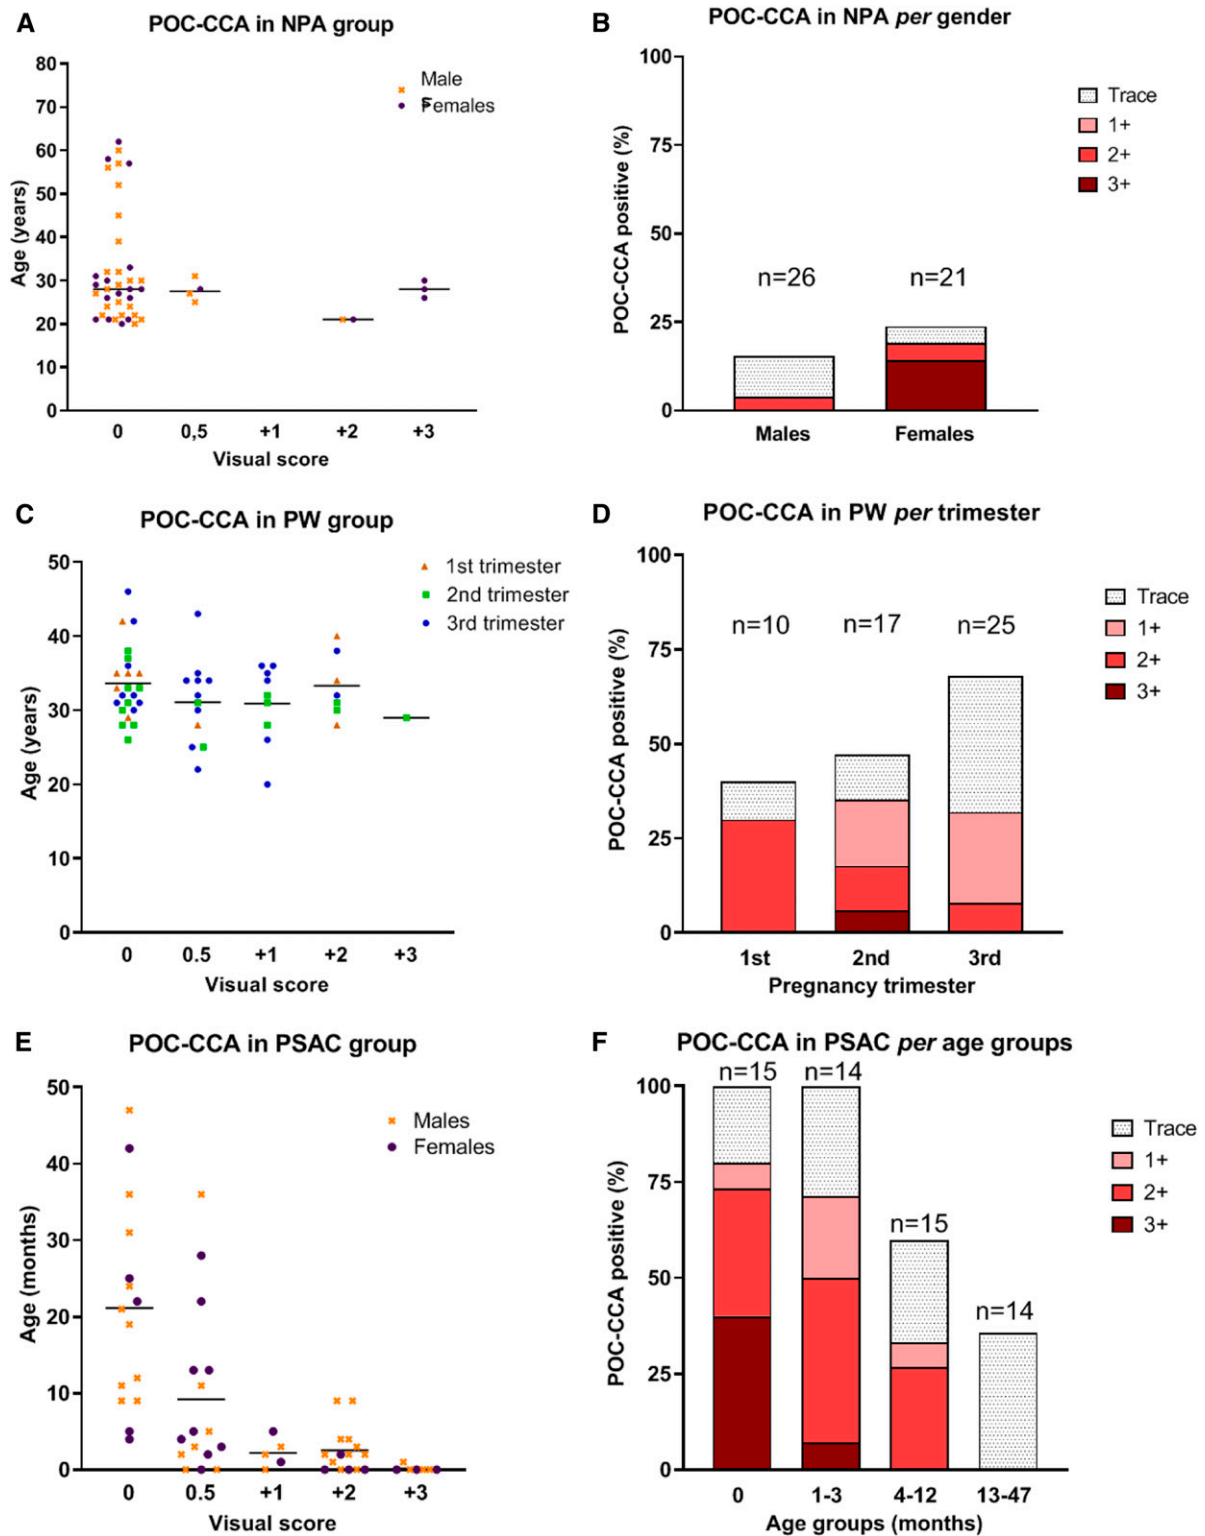 A
POC-CCA in NPA group
80
70
60
50
40
30
20
10
0
Age (years)
Male
s
Females
0 0,5 +1 +2 +3
Visual score
B
POC-CCA in NPA per gender
100
75
50
25
0
POC-CCA positive (%)
n=26 n=21
Trace
1+
2+
3+
Males Females
C
POC-CCA in PW group
50
40
30
20
10
0
Age (years)
1st trimester
2nd trimester
3rd trimester
0 0.5 +1 +2 +3
Visual score
D
POC-CCA in PW per trimester
100
75
50
25
0
POC-CCA positive (%)
n=10 n=17 n=25
Trace
1+
2+
3+
1st 2nd 3rd
Pregnancy trimester
E
POC-CCA in PSAC group
50
40
30
20
10
0
Age (months)
Males
Females
0 0.5 +1 +2 +3
Visual score
F
POC-CCA in PSAC per age groups
100
75
50
25
0
POC-CCA positive (%)
n=15 n=14
n=15
n=14
Trace
1+
2+
3+
0 1-3 4-12 13-47
Age groups (months)